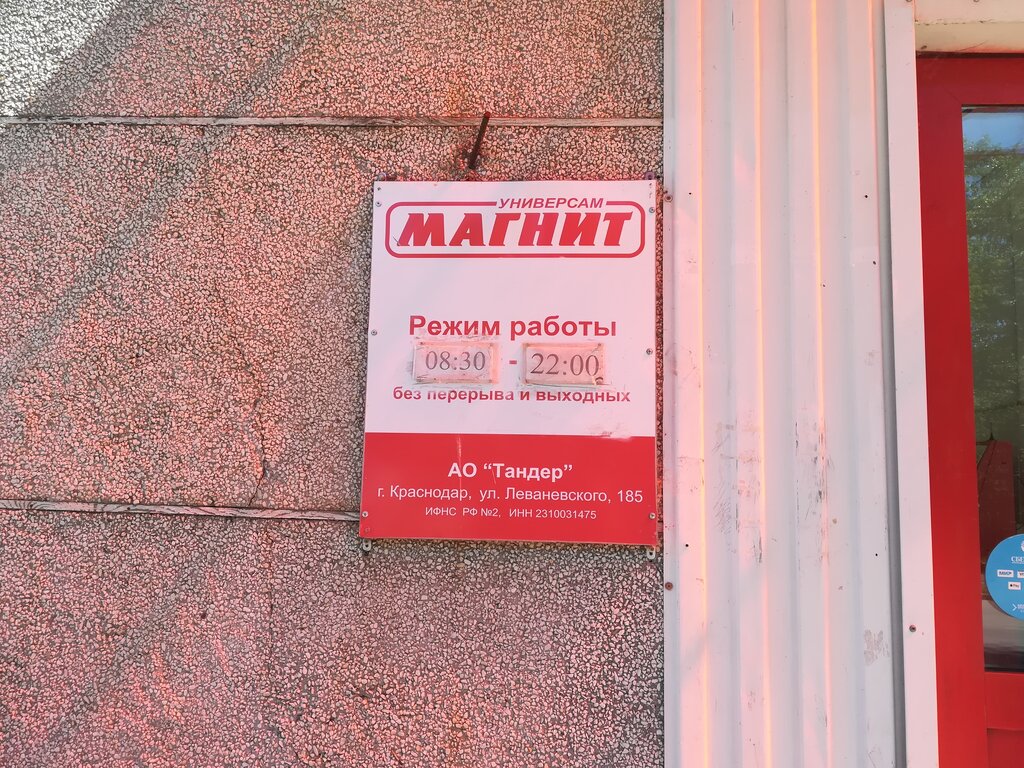 УНИВЕРСАМ
МАГНИТ
Режим работы
08:30 - 22:00
без перерыва и выходных
АО “Тандер”
г. Краснодар, ул. Леваневского, 185
ИФНС РФ №2, ИНН 2310031475